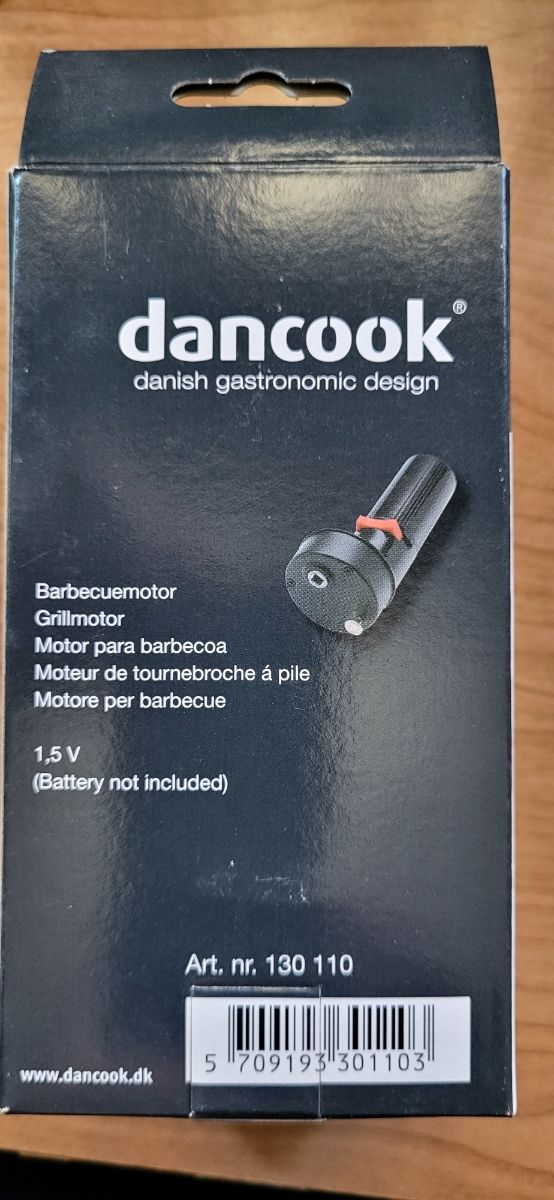 dancook®
danish gastronomic design
Barbecuemotor
Grillmotor
Motor para barbecoa
Moteur de tournebroche á pile
Motore per barbecue
1,5 V
(Battery not included)
Art. nr. 130 110
5 709193 301103
www.dancook.dk